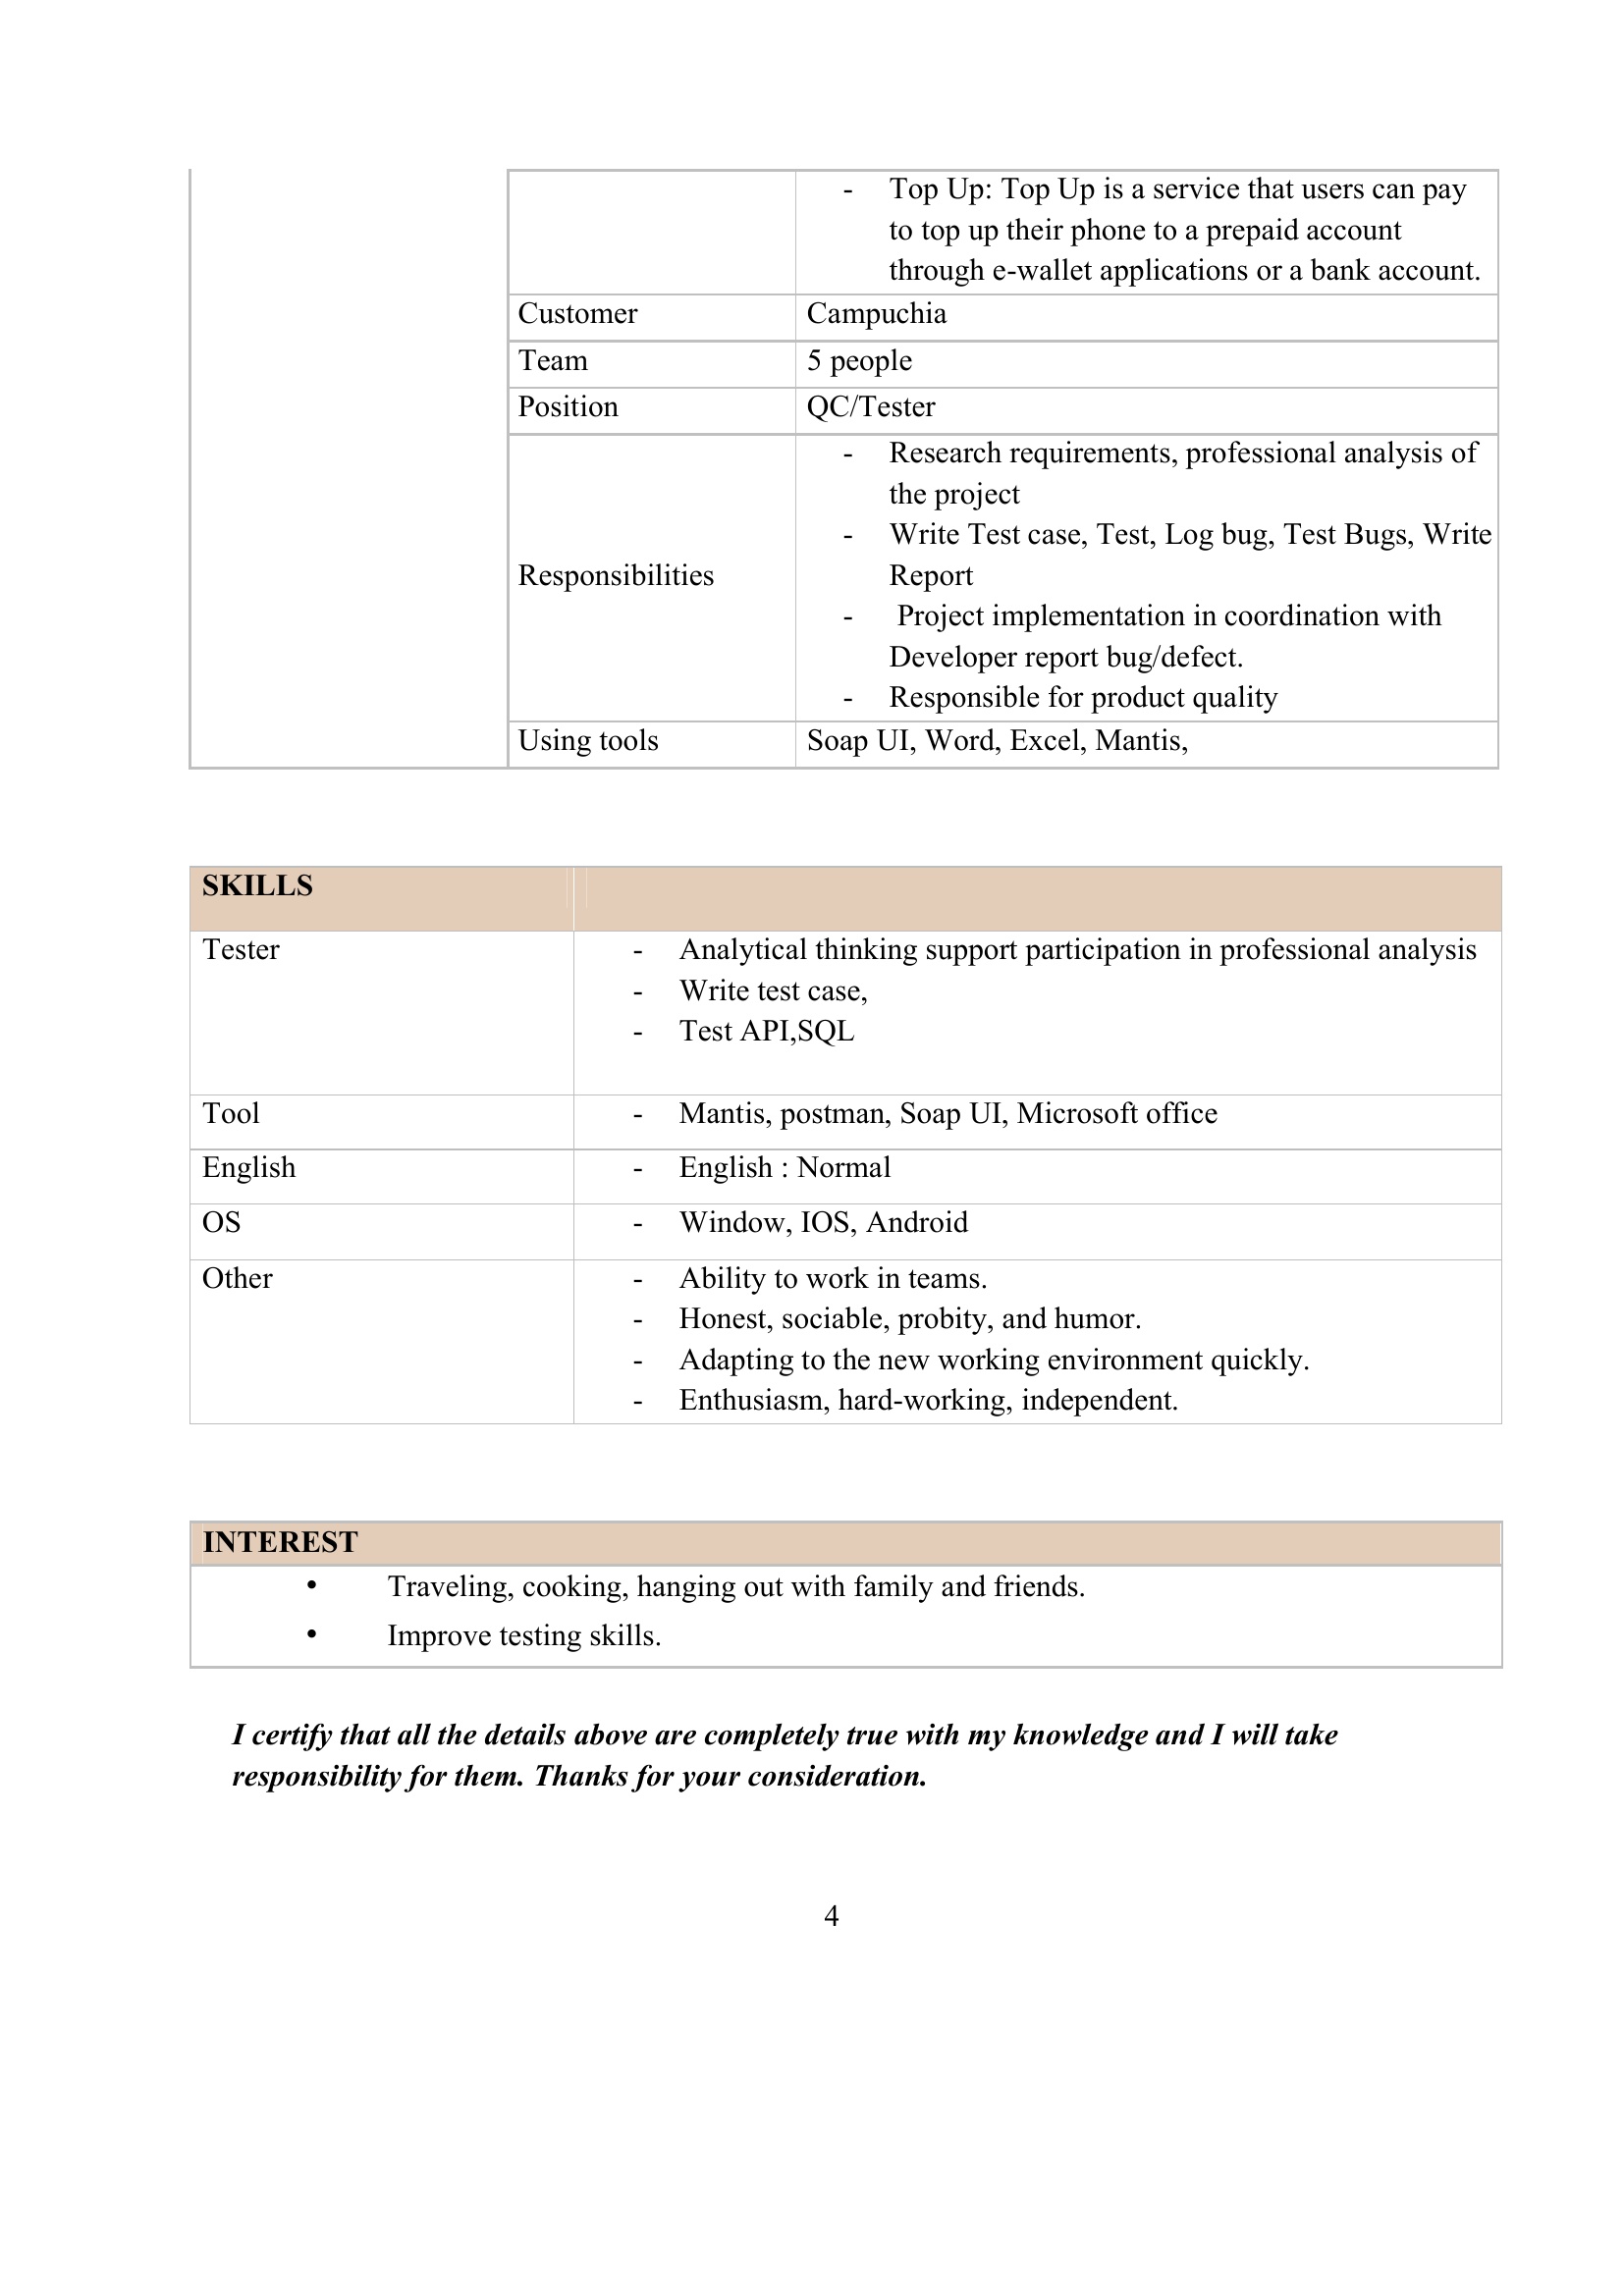 - Top Up: Top Up is a service that users can pay
to top up their phone to a prepaid account
through e-wallet applications or a bank account.
Customer Campuchia
Team 5 people
Position QC/Tester
Responsibilities
- Research requirements, professional analysis of
the project
- Write Test case, Test, Log bug, Test Bugs, Write
Report
- Project implementation in coordination with
Developer report bug/defect.
- Responsible for product quality
Using tools Soap UI, Word, Excel, Mantis,
SKILLS
Tester - Analytical thinking support participation in professional analysis
- Write test case,
- Test API,SQL
Tool - Mantis, postman, Soap UI, Microsoft office
English - English : Normal
OS - Window, IOS, Android
Other - Ability to work in teams.
- Honest, sociable, probity, and humor.
- Adapting to the new working environment quickly.
- Enthusiasm, hard-working, independent.
INTEREST
• Traveling, cooking, hanging out with family and friends.
• Improve testing skills.
I certify that all the details above are completely true with my knowledge and I will take
responsibility for them. Thanks for your consideration.
4